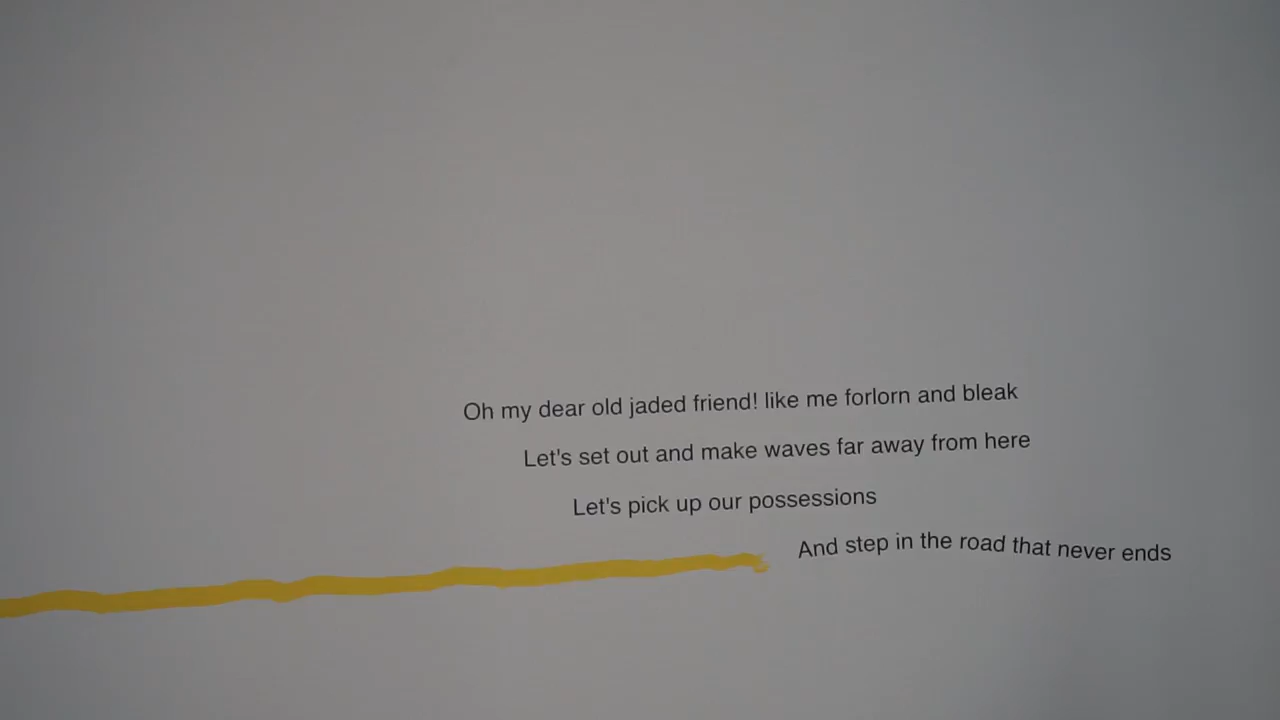 Oh my dear old jaded friend! like me forlorn and bleak
Let's set out and make waves far away from here
Let's pick up our possessions
And step in the road that never ends